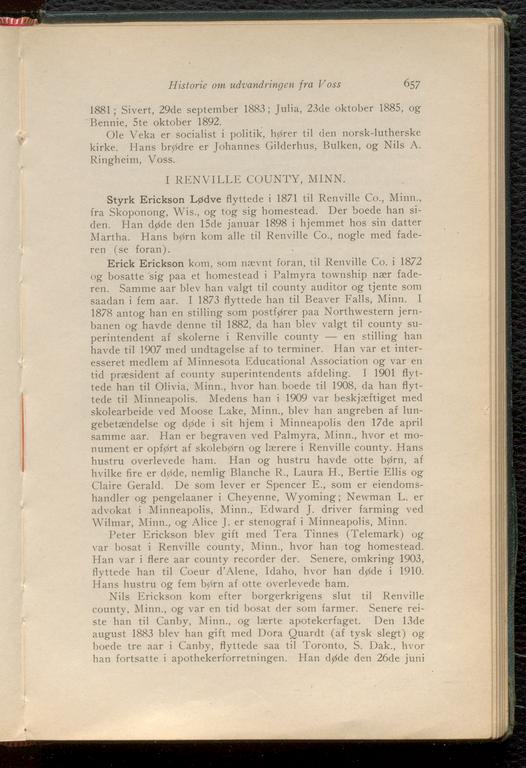 Historie om udvandringen fra Voss 657
1881; Sivert, 29de september 1883; Julia, 23de oktober 1885, og
Bennie, 5te oktober 1892.
Ole Veka er socialist i politik, hører til den norsk-lutherske
kirke. Hans brødre er Johannes Gilderhus, Bulken, og Nils A.
Ringheim, Voss.
I RENVILLE COUNTY, MINN.
Styrk Erickson Lødve flyttede i 1871 til Renville Co., Minn.,
fra Skoponong, Wis., og tog sig homestead. Der boede han si-
den. Han døde den 15de januar 1898 i hjemmet hos sin datter
Martha. Hans børn kom alle til Renville Co., nogle med fade-
ren (se foran).
Erick Erickson kom, som nævnt foran, til Renville Co. i 1872
og bosatte sig paa et homestead i Palmyra township nær fade-
ren. Samme aar blev han valgt til county auditor og tjente som
saadan i fem aar. I 1873 flyttede han til Beaver Falls, Minn. I
1878 antog han en stilling som postfører paa Northwestern jern-
banen og havde denne til 1882, da han blev valgt til county su-
perintendent af skolerne i Renville county — en stilling han
havde til 1907 med undtagelse af to terminer. Han var et inter-
esseret medlem af Minnesota Educational Association og var en
tid præsident af county superintendents afdeling. I 1901 flyt-
tede han til Olivia, Minn., hvor han boede til 1908, da han flyt-
tede til Minneapolis. Medens han i 1909 var beskjæftiget med
skolearbeide ved Moose Lake, Minn., blev han angreben af lun-
gebetændelse og døde i sit hjem i Minneapolis den 17de april
samme aar. Han er begraven ved Palmyra, Minn., hvor et mo-
nument er opført af skolebørn og lærere i Renville county. Hans
hustru overlevede ham. Han og hustru havde otte børn, af
hvilke fire er døde, nemlig Blanche R., Laura H., Bertie Ellis og
Claire Gerald. De som lever er Spencer E., som er eiendoms-
handler og pengelaaner i Cheyenne, Wyoming; Newman L. er
advokat i Minneapolis, Minn., Edward J. driver farming ved
Wilmar, Minn., og Alice J. er stenograf i Minneapolis, Minn.
Peter Erickson blev gift med Tera Tinnes (Telemark) og
var bosat i Renville county, Minn., hvor han tog homestead.
Han var i flere aar county recorder der. Senere, omkring 1903,
flyttede han til Coeur d'Alene, Idaho, hvor han døde i 1910.
Hans hustru og fem børn af otte overlevede ham.
Nils Erickson kom efter borgerkrigens slut til Renville
county, Minn., og var en tid bosat der som farmer. Senere rei-
ste han til Canby, Minn., og lærte apotekerfaget. Den 13de
august 1883 blev han gift med Dora Quardt (af tysk slegt) og
boede tre aar i Canby, flyttede saa til Toronto, S. Dak., hvor
han fortsatte i apothekerforretningen. Han døde den 26de juni